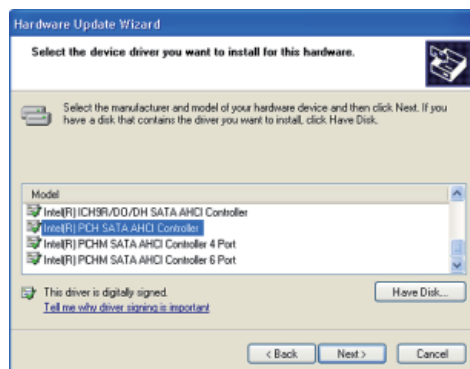 Hardware Update Wizard
Select the device driver you want to install for this hardware.
Select the manufacturer and model of your hardware device and then click Next. If you
have a disk that contains the driver you want to install, click Have Disk.
Model
Intel(R) ICH9R/DO/DH SATA AHCI Controller
Intel(R) PCH SATA AHCI Controller
Intel(R) PCHM SATA AHCI Controller 4 Port
Intel(R) PCHM SATA AHCI Controller 6 Port
This driver is digitally signed.
Have Disk...
Tell me why driver signing is important
< Back
Next >
Cancel